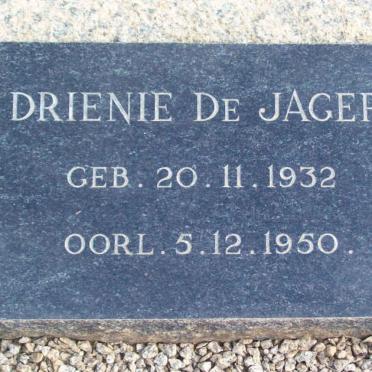 DRIENIE DE JAGER
GEB. 20.11.1932
OORL. 5.12.1950.